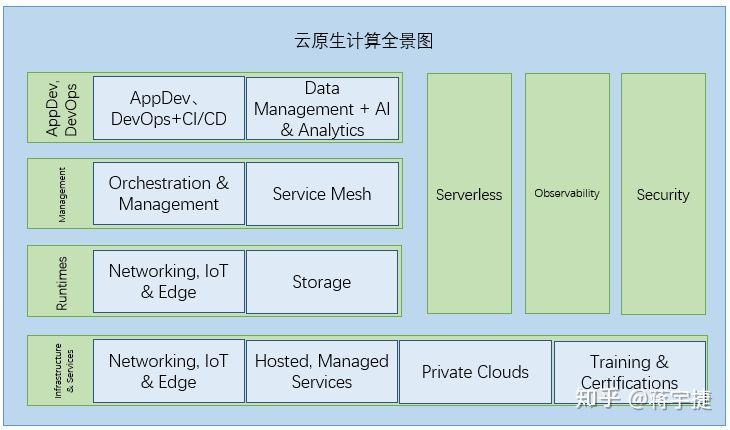 云原生计算全景图
AppDev,
DevOps
AppDev、
DevOps+CI/CD
Data
Management + AI
& Analytics
Management
Orchestration &
Management
Service Mesh
Runtimes
Networking, IoT
& Edge
Storage
Serverless
Observability
Security
Infrastructure
& Services
Networking, IoT
& Edge
Hosted, Managed
Services
Private Clouds
Training &
Certifications
知乎 @蒋宇捷